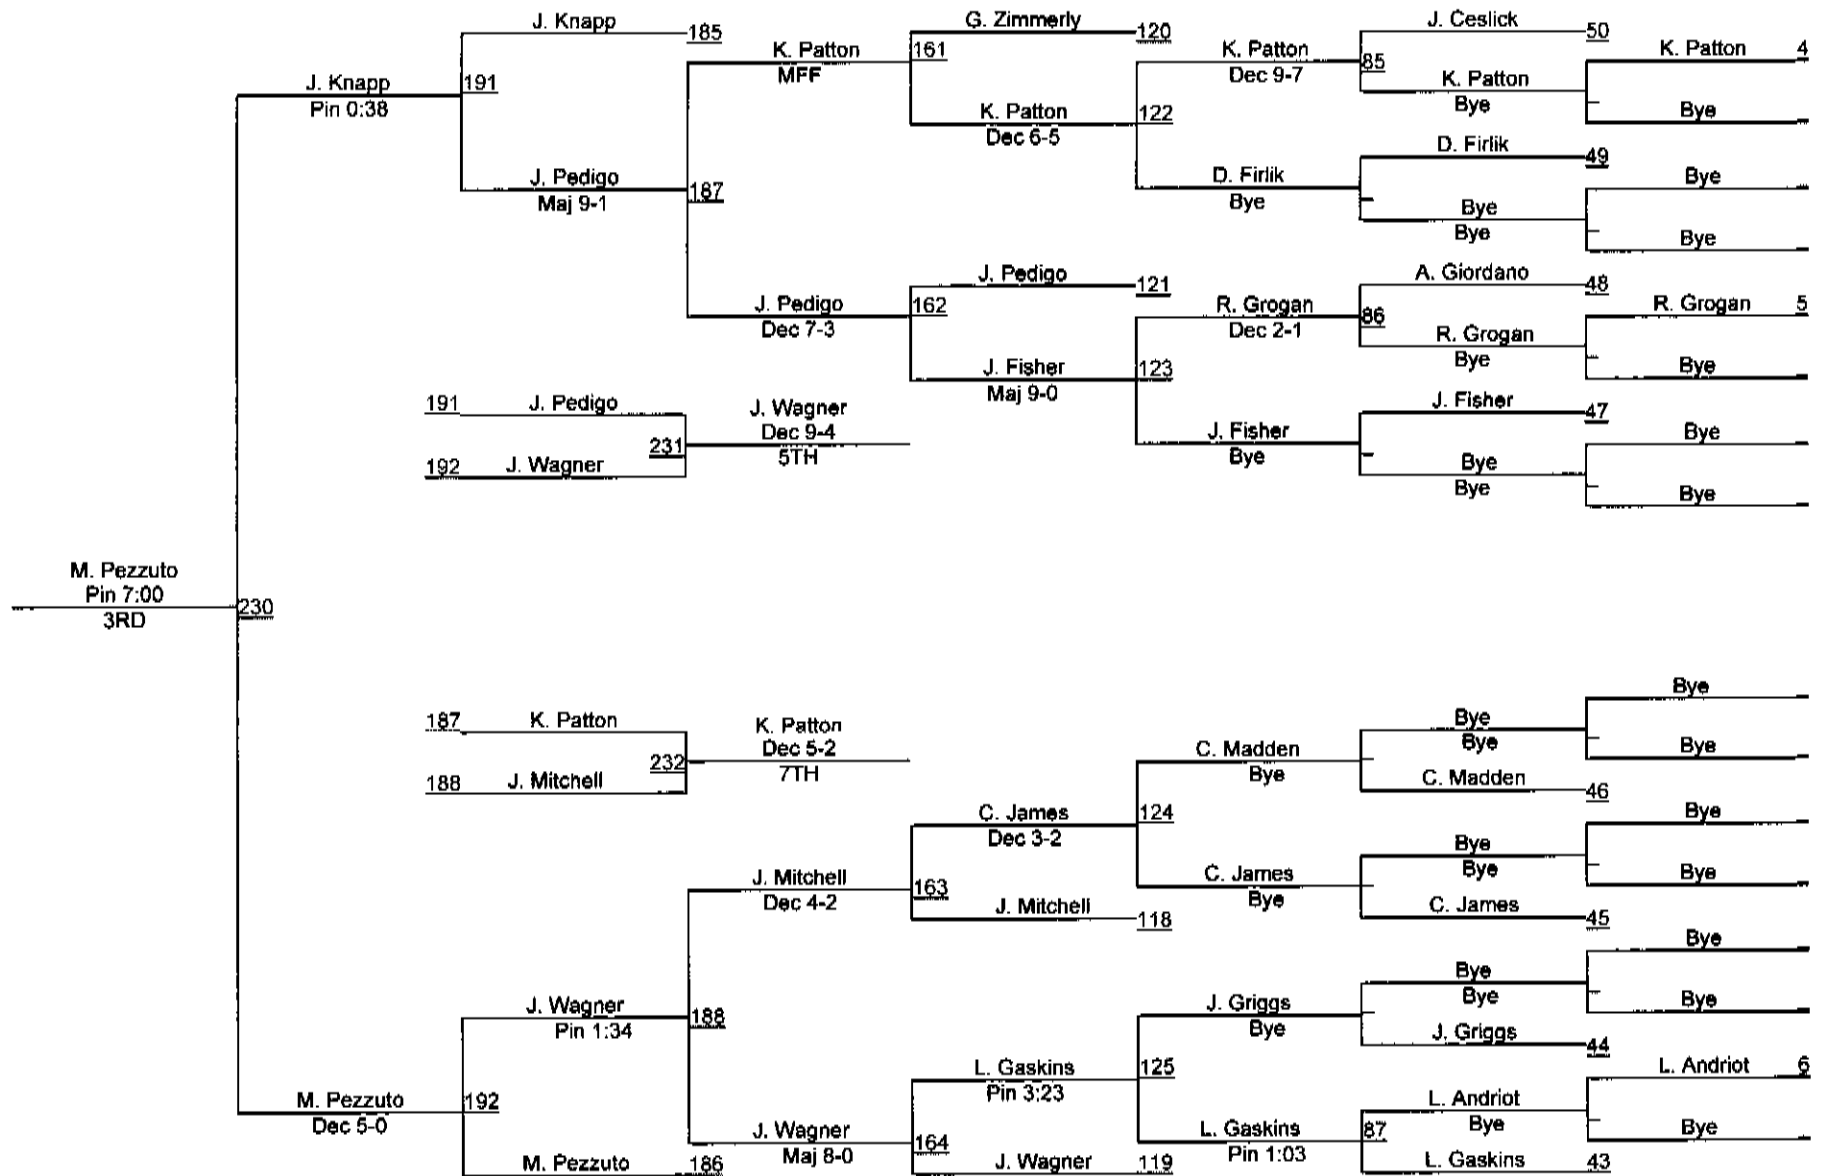 J. Knapp
185
G. Zimmerly
120
J. Ceslick
50
K. Patton
MFF
161
K. Patton
Dec 9-7
85
K. Patton 4
J. Knapp
Pin 0:38
191
K. Patton
Bye
K. Patton
Dec 6-5
122
Bye
D. Firlik
49
J. Pedigo
Maj 9-1
187
D. Firlik
Bye
Bye
Bye
Bye
Bye
J. Pedigo
121
A. Giordano
48
J. Pedigo
Dec 7-3
162
R. Grogan
Dec 2-1
86
R. Grogan 5
R. Grogan
Bye
J. Fisher
Maj 9-0
123
Bye
191 J. Pedigo
J. Wagner
Dec 9-4
5TH
231
192 J. Wagner
J. Fisher
47
J. Fisher
Bye
Bye
Bye
Bye
Bye
M. Pezzuto
Pin 7:00
3RD
230
187 K. Patton
K. Patton
Dec 5-2
7TH
232
188 J. Mitchell
Bye
Bye
Bye
C. Madden
Bye
Bye
C. Madden
46
C. James
Dec 3-2
124
Bye
Bye
Bye
J. Mitchell
Dec 4-2
163
C. James
Bye
Bye
J. Mitchell
118
C. James
45
Bye
Bye
Bye
J. Wagner
Pin 1:34
188
J. Griggs
Bye
Bye
J. Griggs
44
L. Gaskins
Pin 3:23
125
L. Andriot 6
M. Pezzuto
Dec 5-0
192
L. Andriot
Bye
J. Wagner
Maj 8-0
164
L. Gaskins
Pin 1:03
87
Bye
M. Pezzuto
186
J. Wagner
119
L. Gaskins
43